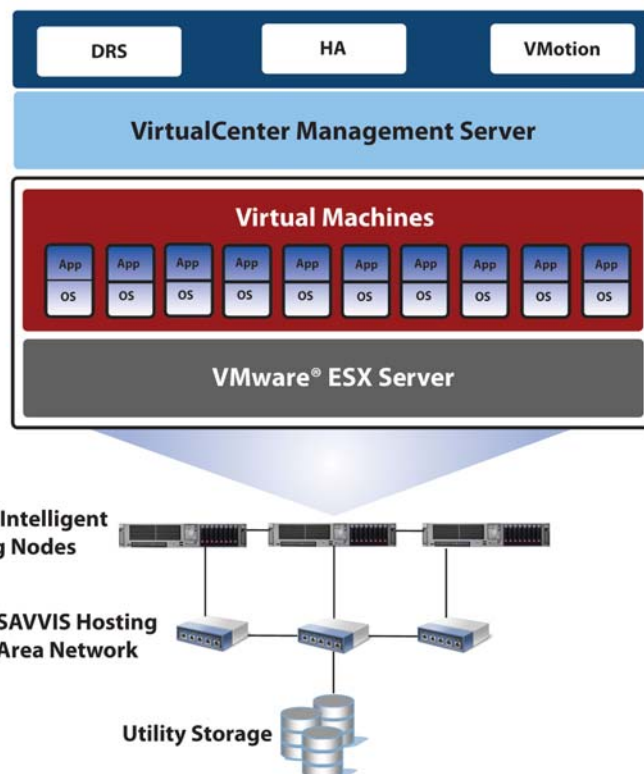 DRS
HA
VMotion
VirtualCenter Management Server
Virtual Machines
App App App App App App App App App App
OS OS OS OS OS OS OS OS OS OS
VMware® ESX Server
Intelligent
g Nodes
SAVVIS Hosting
Area Network
Utility Storage